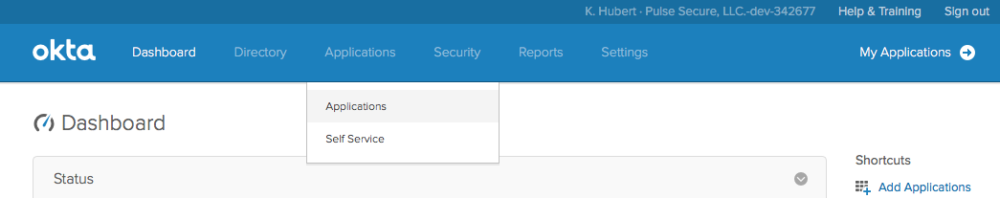 K. Hubert · Pulse Secure, LLC.-dev-342677 Help & Training Sign out
okta Dashboard Directory Applications Security Reports Settings My Applications
Applications
Self Service
Dashboard
Status
Shortcuts
Add Applications